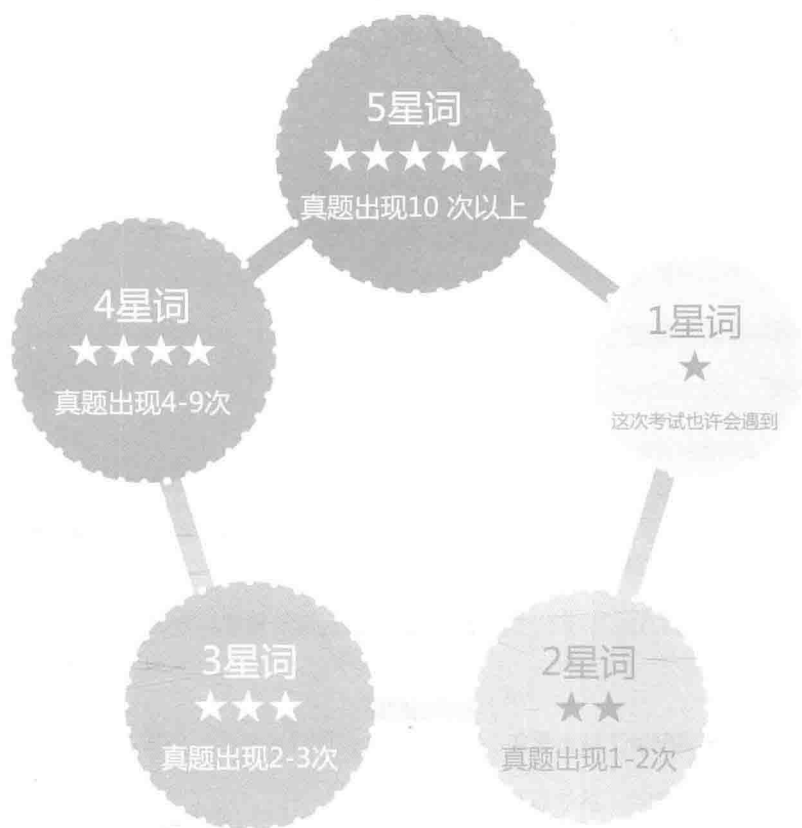 5星词
★★★★★
真题出现10 次以上
4星词
★★★★
真题出现4-9次
1星词
★
这次考试也许会遇到
3星词
★★★
真题出现2-3次
2星词
★★
真题出现1-2次